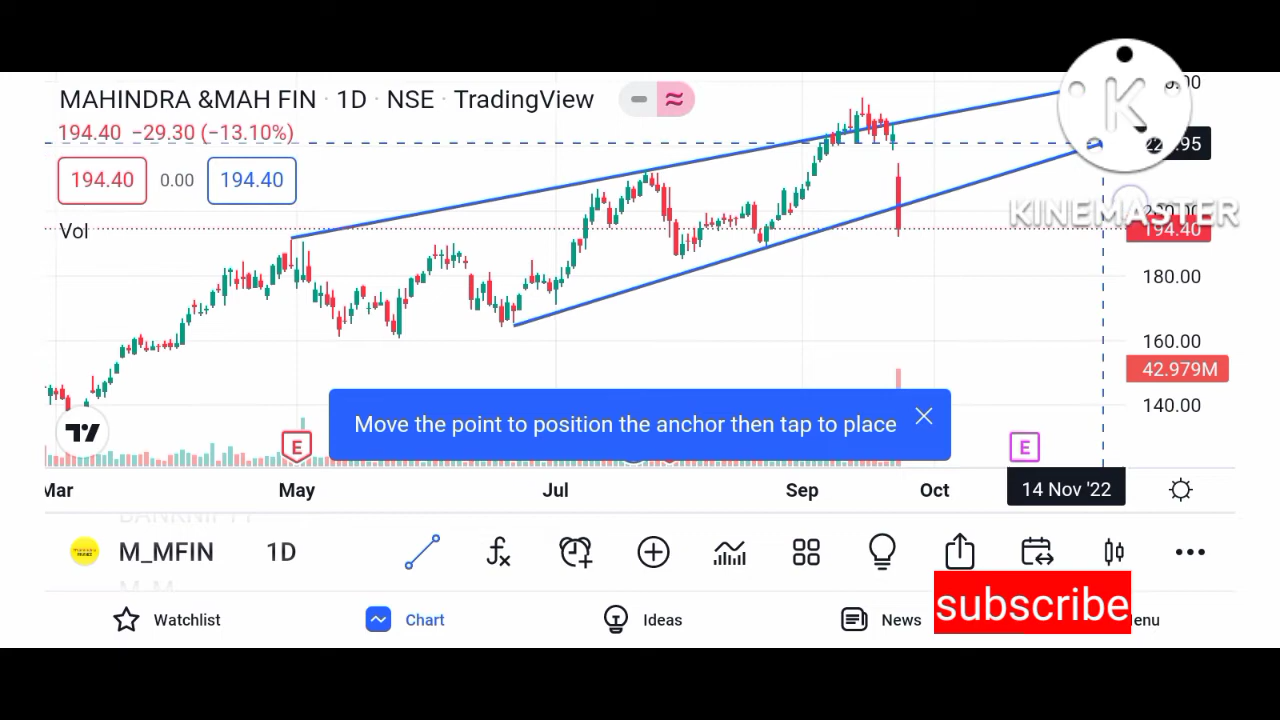 MAHINDRA &MAH FIN · 1D · NSE · TradingView
194.40 −29.30 (−13.10%)
194.40 0.00 194.40
Vol
KINEMASTER
194.40
180.00
160.00
42.979M
140.00
Move the point to position the anchor then tap to place
E
E
Mar May Jul Sep Oct 14 Nov '22
M_MFIN 1D
subscribe
Watchlist Chart Ideas News